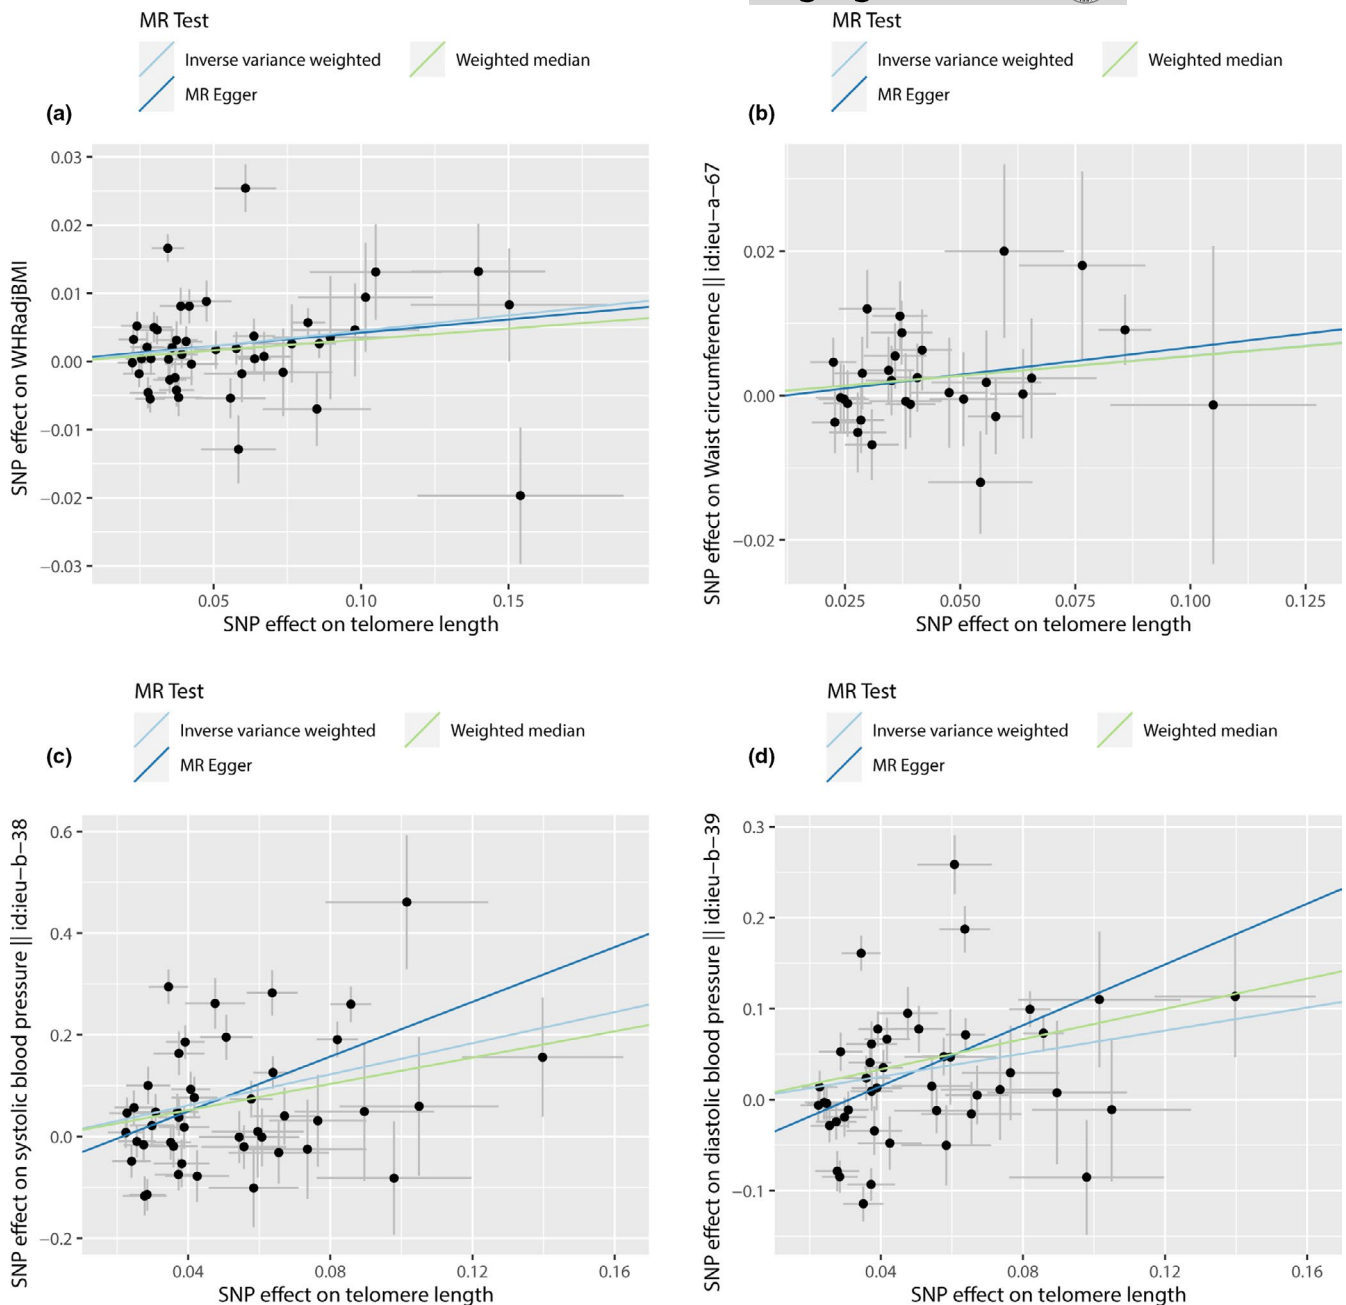 MR Test
Inverse variance weighted
Weighted median
MR Egger
(a)
SNP effect on WHRadjBMI
0.03
0.02
0.01
0.00
−0.01
−0.02
−0.03
0.05
0.10
0.15
SNP effect on telomere length
MR Test
Inverse variance weighted
Weighted median
MR Egger
(b)
SNP effect on Waist circumference || id:ieu−a−67
0.02
0.00
−0.02
0.025
0.050
0.075
0.100
0.125
SNP effect on telomere length
MR Test
Inverse variance weighted
Weighted median
MR Egger
(c)
SNP effect on systolic blood pressure || id:ieu−b−38
0.6
0.4
0.2
0.0
−0.2
0.04
0.08
0.12
0.16
SNP effect on telomere length
MR Test
Inverse variance weighted
Weighted median
MR Egger
(d)
SNP effect on diastolic blood pressure || id:ieu−b−39
0.3
0.2
0.1
0.0
−0.1
0.04
0.08
0.12
0.16
SNP effect on telomere length